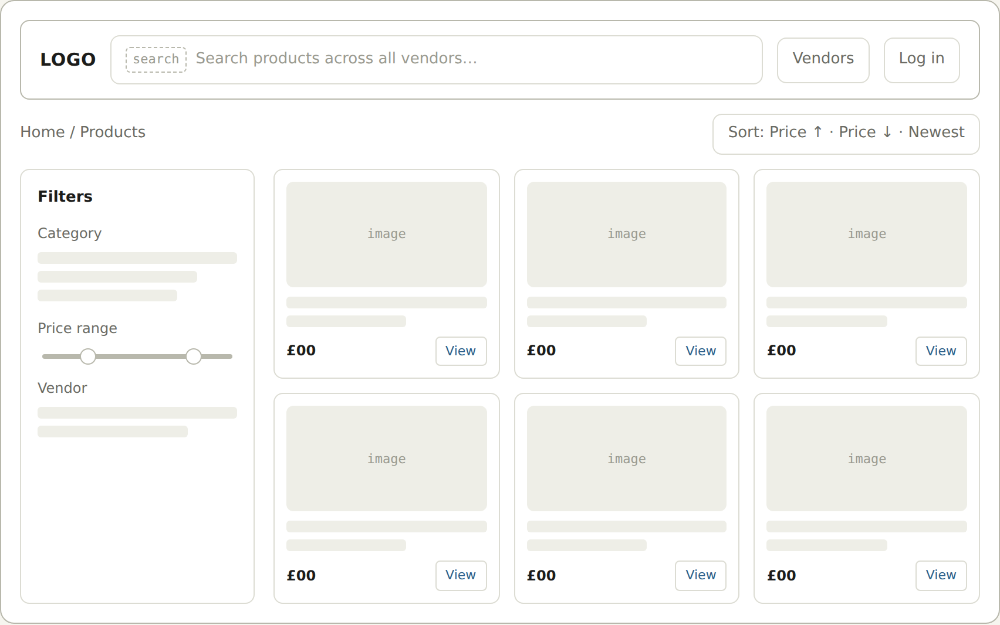 LOGO
search
Search products across all vendors...
Vendors
Log in
Home / Products
Sort: Price ↑ · Price ↓ · Newest
Filters
Category
Price range
Vendor
image
£00
View
image
£00
View
image
£00
View
image
£00
View
image
£00
View
image
£00
View